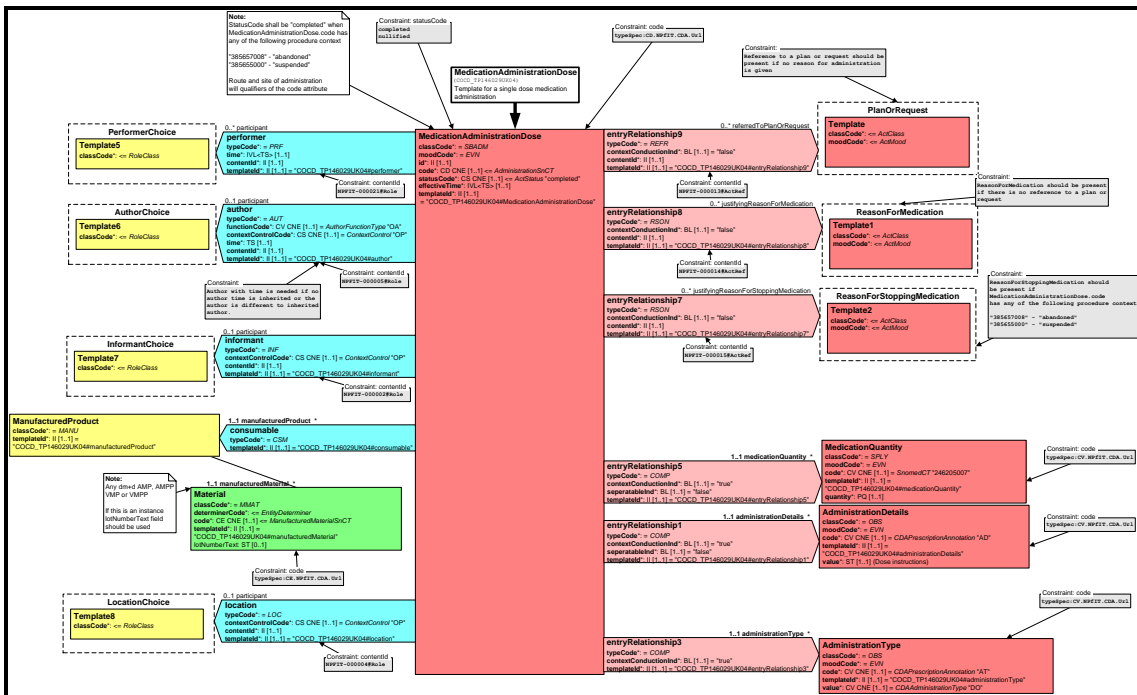 Note:
StatusCode shall be "completed" when
MedicationAdministrationDose.code has
any of the following procedure context
"385657008" - "abandoned"
"385655000" - "suspended"
Route and site of administration
will qualifiers of the code attribute
Constraint: statusCode
completed
nullified
Constraint: code
typeSpec:CD.NPfIT.CDA.Url
MedicationAdministrationDose
(COCD_TP146029UK04)
Template for a single dose medication
administration
Constraint:
Reference to a plan or request should be
present if no reason for administration
is given
PerformerChoice
Template5
classCode*: <= RoleClass
0..* participant
performer
typeCode*: = PRF
time*: IVL<TS> [1..1]
contentId*: II [1..1]
templateId*: II [1..1] = "COCD_TP146029UK04#performer"
Constraint: contentId
NPFIT-000021#Role
MedicationAdministrationDose
classCode*: = SBADM
moodCode*: = EVN
id*: II [1..1]
code*: CD CNE [1..1] <= AdministrationSnCT
statusCode*: CS CNE [1..1] <= ActStatus "completed"
effectiveTime*: IVL<TS> [1..1]
templateId*: II [1..1]
= "COCD_TP146029UK04#MedicationAdministrationDose"
0..* referredToPlanOrRequest
entryRelationship9
typeCode*: = REFR
contextConductionInd*: BL [1..1] = "false"
contentId*: II [1..1]
templateId*: II [1..1] = "COCD_TP146029UK04#entryRelationship9"
Constraint: contentId
NPFIT-000013#ActRef
PlanOrRequest
Template
classCode*: <= ActClass
moodCode*: <= ActMood
Constraint:
ReasonForMedication should be present
if there is no reference to a plan or
request
AuthorChoice
Template6
classCode*: <= RoleClass
0..1 participant
author
typeCode*: = AUT
functionCode*: CV CNE [1..1] = AuthorFunctionType "OA"
contextControlCode*: CS CNE [1..1] = ContextControl "OP"
time*: TS [1..1]
contentId*: II [1..1]
templateId*: II [1..1] = "COCD_TP146029UK04#author"
Constraint: contentId
NPFIT-000005#Role
Constraint:
Author with time is needed if no
author time is inherited or the
author is different to inherited
author.
0..* justifyingReasonForMedication
entryRelationship8
typeCode*: = RSON
contextConductionInd*: BL [1..1] = "false"
contentId*: II [1..1]
templateId*: II [1..1] = "COCD_TP146029UK04#entryRelationship8"
Constraint: contentId
NPFIT-000014#ActRef
ReasonForMedication
Template1
classCode*: <= ActClass
moodCode*: <= ActMood
Constraint:
ReasonForStoppingMedication should
be present if
MedicationAdministrationDose.code
has any of the following procedure context
"385657008" - "abandoned"
"385655000" - "suspended"
0..* justifyingReasonForStoppingMedication
entryRelationship7
typeCode*: = RSON
contextConductionInd*: BL [1..1] = "false"
contentId*: II [1..1]
templateId*: II [1..1] = "COCD_TP146029UK04#entryRelationship7"
Constraint: contentId
NPFIT-000015#ActRef
ReasonForStoppingMedication
Template2
classCode*: <= ActClass
moodCode*: <= ActMood
InformantChoice
Template7
classCode*: <= RoleClass
0..1 participant
informant
typeCode*: = INF
contextControlCode*: CS CNE [1..1] = ContextControl "OP"
contentId*: II [1..1]
templateId*: II [1..1] = "COCD_TP146029UK04#informant"
Constraint: contentId
NPFIT-000002#Role
ManufacturedProduct
classCode*: = MANU
templateId*: II [1..1] =
"COCD_TP146029UK04#manufacturedProduct"
1..1 manufacturedProduct *
consumable
typeCode*: = CSM
templateId*: II [1..1] = "COCD_TP146029UK04#consumable"
Note:
Any dm+d AMP, AMPP
VMP or VMPP
If this is an instance
lotNumberText field
should be used
1..1 manufacturedMaterial *
Material
classCode*: = MMAT
determinerCode*: <= EntityDeterminer
code*: CE CNE [1..1] <= ManufacturedMaterialSnCT
templateId*: II [1..1] =
"COCD_TP146029UK04#manufacturedMaterial"
lotNumberText: ST [0..1]
Constraint: code
typeSpec:CE.NPfIT.CDA.Url
1..1 medicationQuantity *
entryRelationship5
typeCode*: = COMP
contextConductionInd*: BL [1..1] = "true"
seperatableInd*: BL [1..1] = "false"
templateId*: II [1..1] = "COCD_TP146029UK04#entryRelationship5"
MedicationQuantity
classCode*: = SPLY
moodCode*: = EVN
code*: CV CNE [1..1] = SnomedCT "246205007"
templateId*: II [1..1] =
"COCD_TP146029UK04#medicationQuantity"
quantity*: PQ [1..1]
Constraint: code
typeSpec:CV.NPfIT.CDA.Url
1..1 administrationDetails *
entryRelationship1
typeCode*: = COMP
contextConductionInd*: BL [1..1] = "true"
seperatableInd*: BL [1..1] = "false"
templateId*: II [1..1] = "COCD_TP146029UK04#entryRelationship1"
AdministrationDetails
classCode*: = OBS
moodCode*: = EVN
code*: CV CNE [1..1] = CDAPrescriptionAnnotation "AD"
templateId*: II [1..1] =
"COCD_TP146029UK04#administrationDetails"
value*: ST [1..1] (Dose instructions)
Constraint: code
typeSpec:CV.NPfIT.CDA.Url
LocationChoice
Template8
classCode*: <= RoleClass
0..1 participant
location
typeCode*: = LOC
contextControlCode*: CS CNE [1..1] = ContextControl "OP"
contentId*: II [1..1]
templateId*: II [1..1] = "COCD_TP146029UK04#location"
Constraint: contentId
NPFIT-000004#Role
1..1 administrationType *
entryRelationship3
typeCode*: = COMP
contextConductionInd*: BL [1..1] = "true"
templateId*: II [1..1] = "COCD_TP146029UK04#entryRelationship3"
AdministrationType
classCode*: = OBS
moodCode*: = EVN
code*: CV CNE [1..1] = CDAPrescriptionAnnotation "AT"
templateId*: II [1..1] = "COCD_TP146029UK04#administrationType"
value*: CV CNE [1..1] = CDAAdministrationType "DO"
Constraint: code
typeSpec:CV.NPfIT.CDA.Url